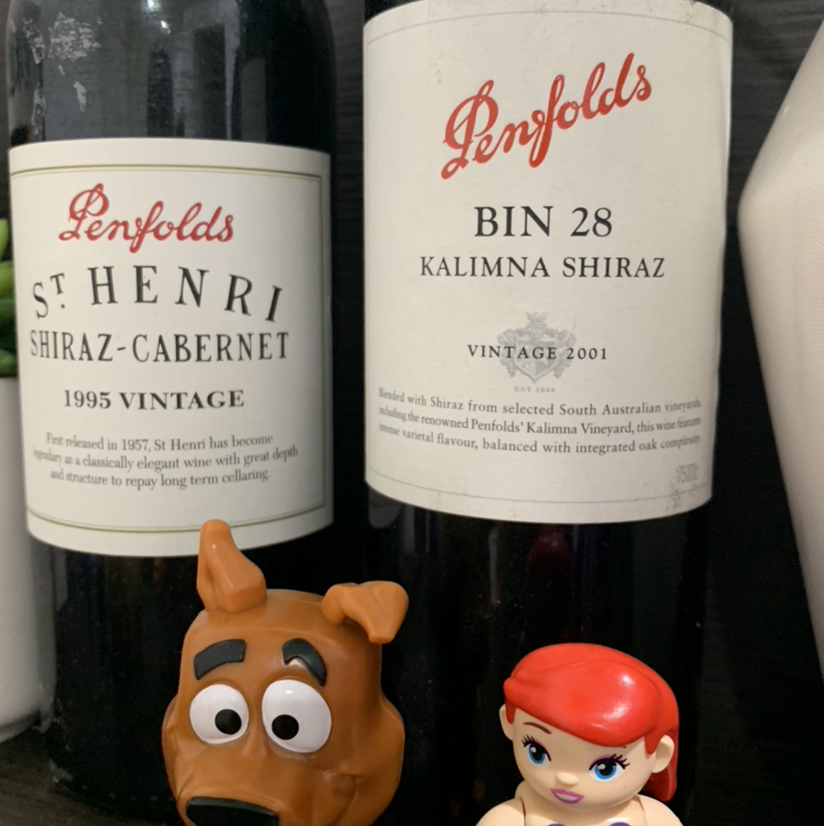 Penfolds
ST HENRI
SHIRAZ-CABERNET
1995 VINTAGE
First released in 1957, St Henri has become
legendary as a classically elegant wine with great depth
and structure to repay long term cellaring.
Penfolds
BIN 28
KALIMNA SHIRAZ
VINTAGE 2001
EST 1844
Blended with Shiraz from selected South Australian vineyards,
including the renowned Penfolds' Kalimna Vineyard, this wine features
intense varietal flavour, balanced with integrated oak complexity.